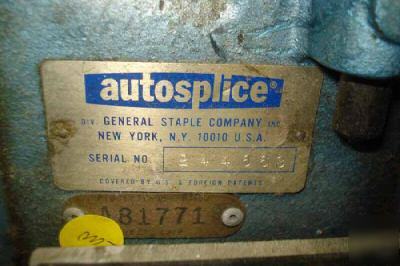 autosplice®
DIV. GENERAL STAPLE COMPANY, INC.
NEW YORK, N.Y. 10010 U.S.A.
SERIAL NO.
COVERED BY U.S. & FOREIGN PATENTS
A81771